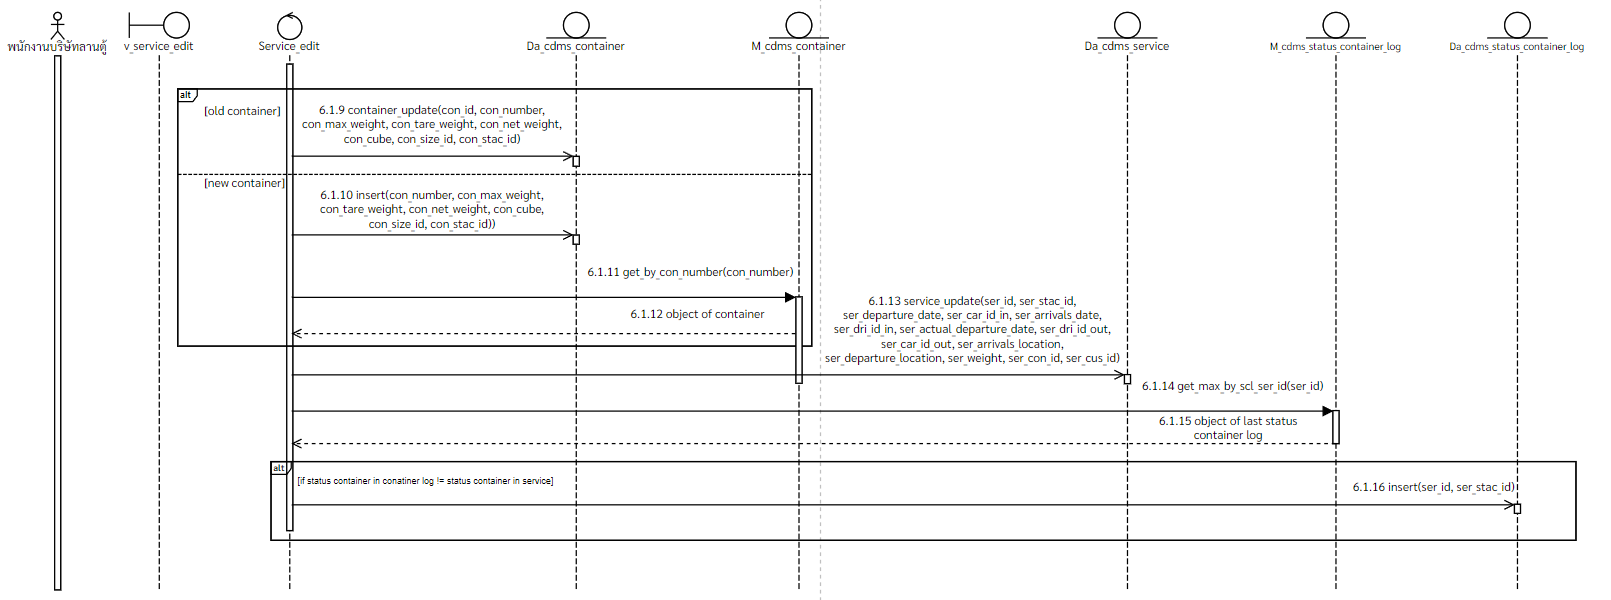 พนักงานบริษัทลานตู้
v_service_edit
Service_edit
Da_cdms_container
M_cdms_container
Da_cdms_service
M_cdms_status_container_log
Da_cdms_status_container_log
alt
[old container]
6.1.9 container_update(con_id, con_number,
con_max_weight, con_tare_weight, con_net_weight,
con_cube, con_size_id, con_stac_id)
[new container]
6.1.10 insert(con_number, con_max_weight,
con_tare_weight, con_net_weight, con_cube,
con_size_id, con_stac_id))
6.1.11 get_by_con_number(con_number)
6.1.12 object of container
6.1.13 service_update(ser_id, ser_stac_id,
ser_departure_date, ser_car_id_in, ser_arrivals_date,
ser_dri_id_in, ser_actual_departure_date, ser_dri_id_out,
ser_car_id_out, ser_arrivals_location,
ser_departure_location, ser_weight, ser_con_id, ser_cus_id)
6.1.14 get_max_by_scl_ser_id(ser_id)
6.1.15 object of last status
container log
alt
[if status container in conatiner log != status container in service]
6.1.16 insert(ser_id, ser_stac_id)